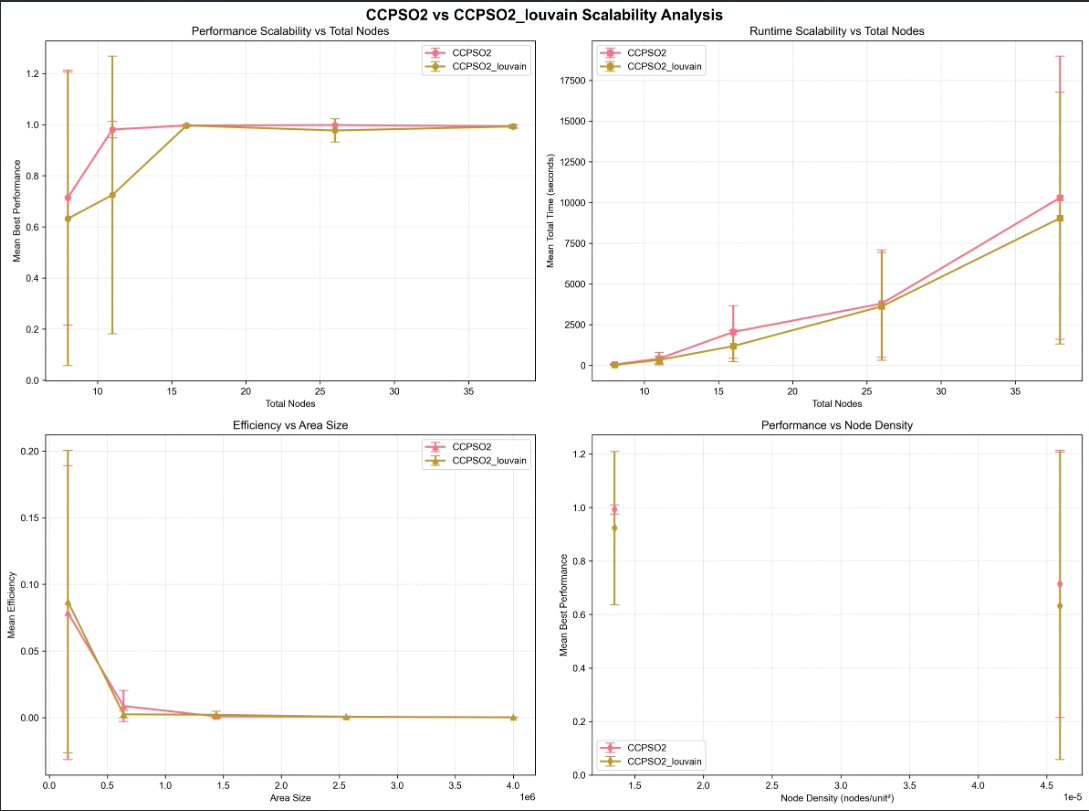 CCPSO2 vs CCPSO2_louvain Scalability Analysis
Performance Scalability vs Total Nodes
CCPSO2
CCPSO2_louvain
1.2
1.0
0.8
0.6
0.4
0.2
0.0
Mean Best Performance
10
15
20
25
30
35
Total Nodes
Runtime Scalability vs Total Nodes
CCPSO2
CCPSO2_louvain
17500
15000
12500
10000
7500
5000
2500
0
Mean Total Time (seconds)
10
15
20
25
30
35
Total Nodes
Efficiency vs Area Size
CCPSO2
CCPSO2_louvain
0.20
0.15
0.10
0.05
0.00
Mean Efficiency
0.0
0.5
1.0
1.5
2.0
2.5
3.0
3.5
4.0
1e6
Area Size
Performance vs Node Density
1.2
1.0
0.8
0.6
0.4
0.2
0.0
Mean Best Performance
CCPSO2
CCPSO2_louvain
1.5
2.0
2.5
3.0
3.5
4.0
4.5
1e-5
Node Density (nodes/unit²)